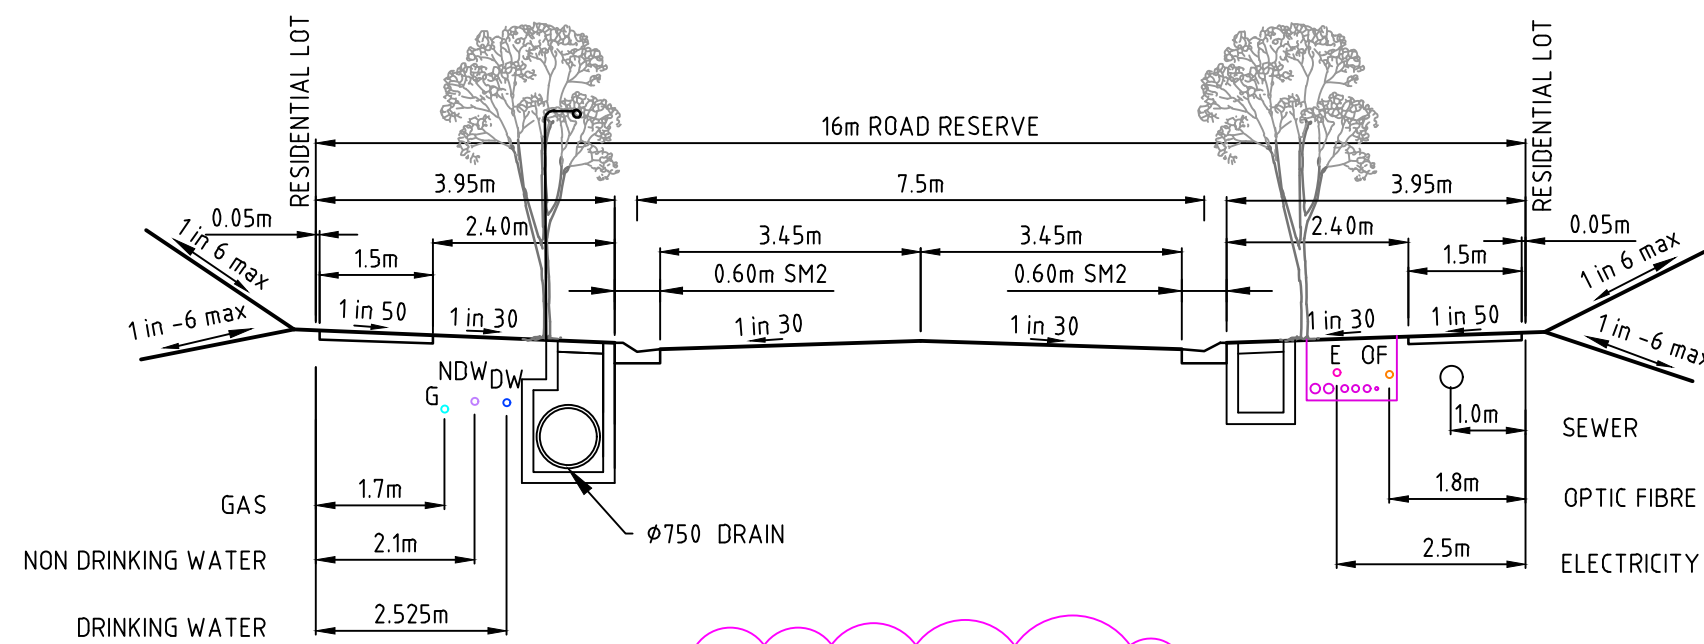 RESIDENTIAL LOT
RESIDENTIAL LOT
16m ROAD RESERVE
3.95m
7.5m
3.95m
0.05m
2.40m
3.45m
3.45m
2.40m
0.05m
1 in 6 max
1.5m
0.60m SM2
0.60m SM2
1.5m
1 in 6 max
1 in -6 max
1 in 50
1 in 30
1 in 30
1 in 30
1 in 30
1 in 50
1 in -6 max
G
NDW
DW
E
OF
1.0m
SEWER
GAS
1.7m
1.8m
OPTIC FIBRE
φ750 DRAIN
NON DRINKING WATER
2.1m
2.5m
ELECTRICITY
DRINKING WATER
2.525m